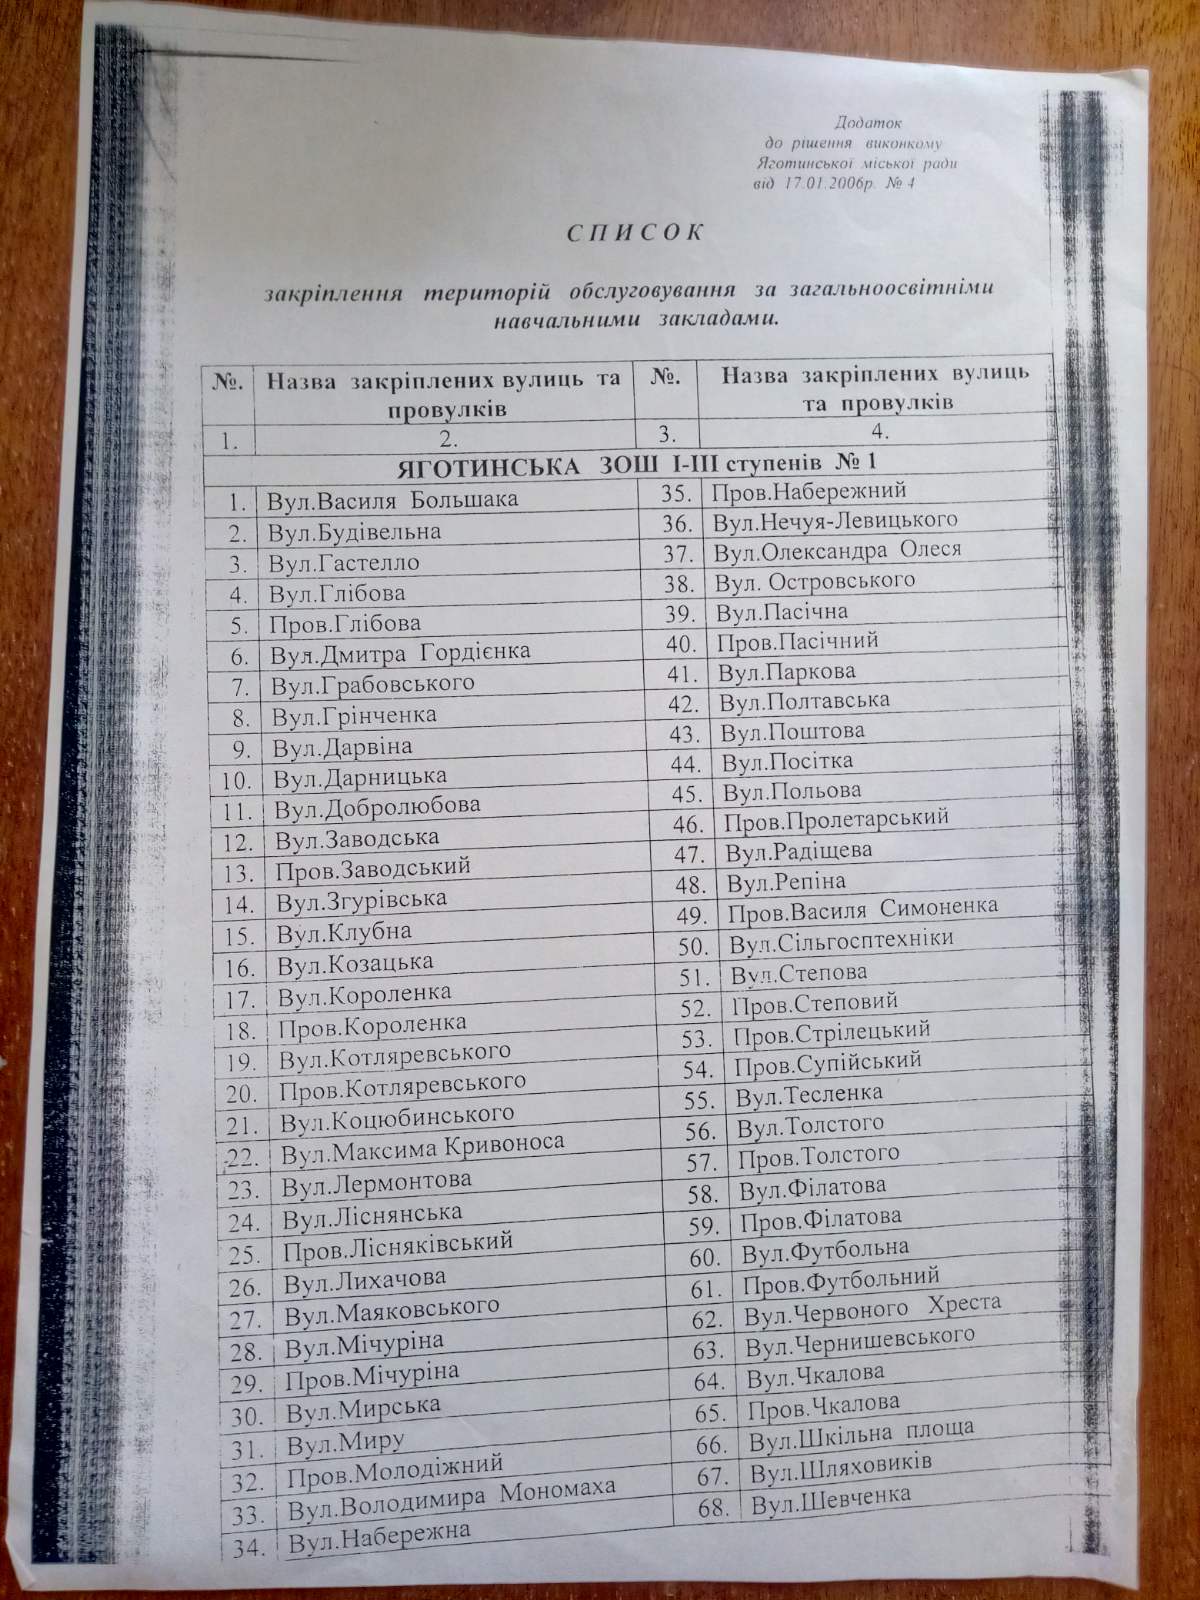 Додаток
до рішення виконкому
Яготинської міської ради
від 17.01.2006р. № 4
СПИСОК
закріплення територій обслуговування за загальноосвітніми
навчальними закладами.
№. Назва закріплених вулиць та провулків №. Назва закріплених вулиць та провулків
1. 2. 3. 4.
ЯГОТИНСЬКА ЗОШ І-ІІІ ступенів № 1
1. Вул.Василя Большака 35. Пров.Набережний
2. Вул.Будівельна 36. Вул.Нечуя-Левицького
3. Вул.Гастелло 37. Вул.Олександра Олеся
4. Вул.Глібова 38. Вул. Островського
5. Пров.Глібова 39. Вул.Пасічна
6. Вул.Дмитра Гордієнка 40. Пров.Пасічний
7. Вул.Грабовського 41. Вул.Паркова
8. Вул.Грінченка 42. Вул.Полтавська
9. Вул.Дарвіна 43. Вул.Поштова
10. Вул.Дарницька 44. Вул.Посітка
11. Вул.Добролюбова 45. Вул.Польова
12. Вул.Заводська 46. Пров.Пролетарський
13. Пров.Заводський 47. Вул.Радіщева
14. Вул.Згурівська 48. Вул.Репіна
15. Вул.Клубна 49. Пров.Василя Симоненка
16. Вул.Козацька 50. Вул.Сільгосптехніки
17. Вул.Короленка 51. Вул.Степова
18. Пров.Короленка 52. Пров.Степовий
19. Вул.Котляревського 53. Пров.Стрілецький
20. Пров.Котляревського 54. Пров.Супійський
21. Вул.Коцюбинського 55. Вул.Тесленка
22. Вул.Максима Кривоноса 56. Вул.Толстого
23. Вул.Лермонтова 57. Пров.Толстого
24. Вул.Ліснянська 58. Вул.Філатова
25. Пров.Лісняківський 59. Пров.Філатова
26. Вул.Лихачова 60. Вул.Футбольна
27. Вул.Маяковського 61. Пров.Футбольний
28. Вул.Мічуріна 62. Вул.Червоного Хреста
29. Пров.Мічуріна 63. Вул.Чернишевського
30. Вул.Мирська 64. Вул.Чкалова
31. Вул.Миру 65. Пров.Чкалова
32. Пров.Молодіжний 66. Вул.Шкільна площа
33. Вул.Володимира Мономаха 67. Вул.Шляховиків
34. Вул.Набережна 68. Вул.Шевченка